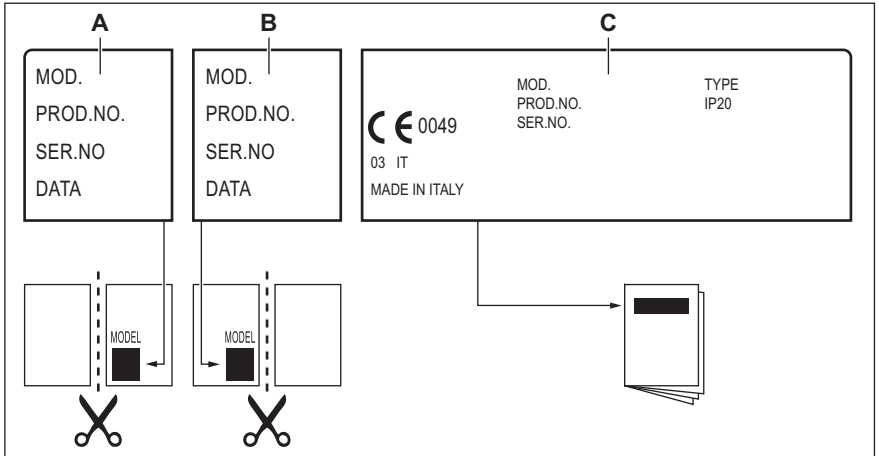 A
B
C
MOD.
PROD.NO.
SER.NO
DATA
MOD.
PROD.NO.
SER.NO
DATA
CE 0049
03 IT
MADE IN ITALY
MOD.
PROD.NO.
SER.NO.
TYPE
IP20
MODEL
MODEL